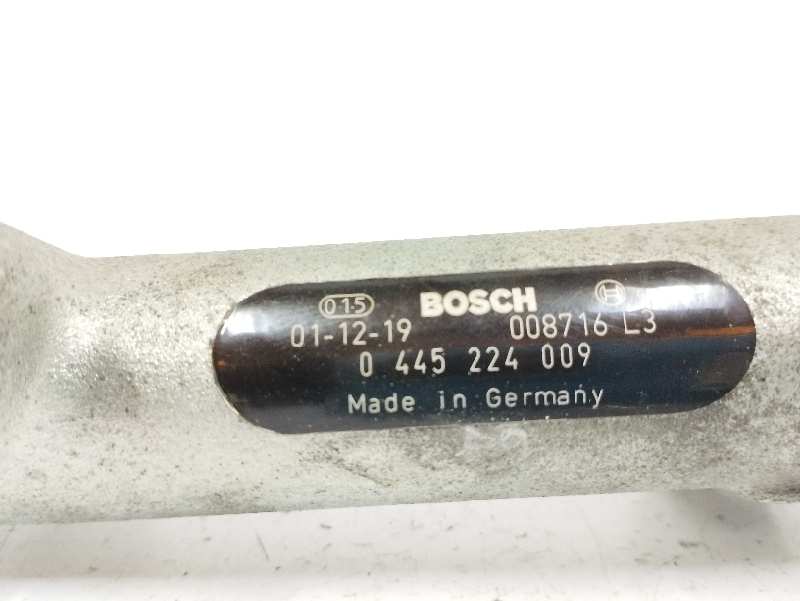 015 BOSCH
01-12-19 008716 L3
0 445 224 009
Made in Germany